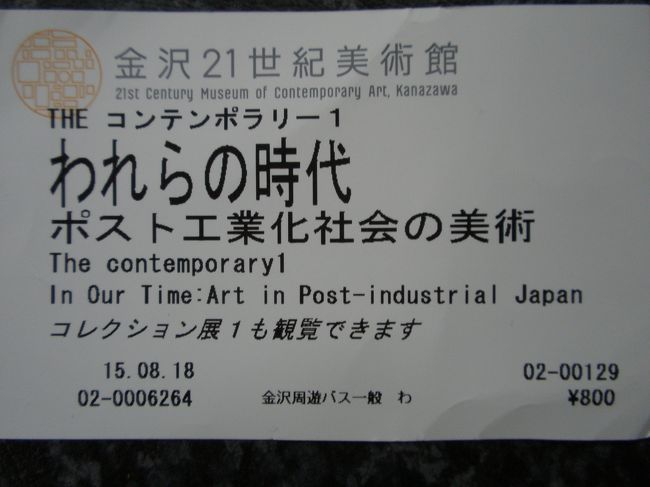 金沢21世紀美術館
21st Century Museum of Contemporary Art, Kanazawa
THE コンテンポラリー1
われらの時代
ポスト工業化社会の美術
The contemporary1
In Our Time:Art in Post-industrial Japan
コレクション展1も観覧できます
15.08.18 02-00129
02-0006264 金沢周遊バス一般 わ ¥800